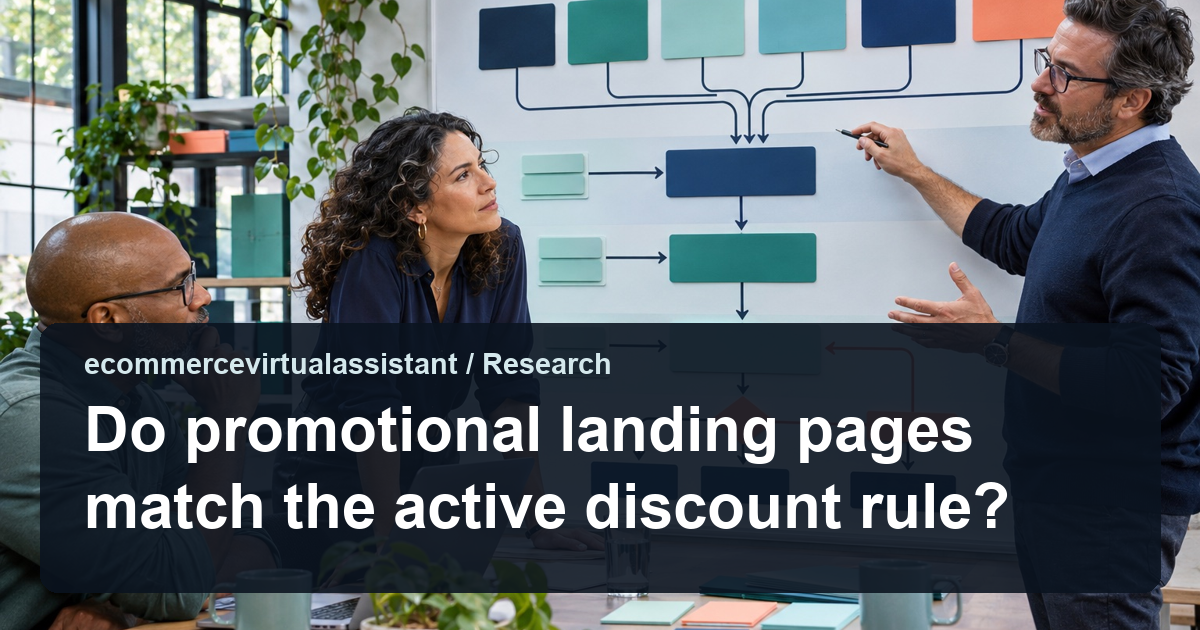 ecommercevirtualassistant / Research
Do promotional landing pages
match the active discount rule?